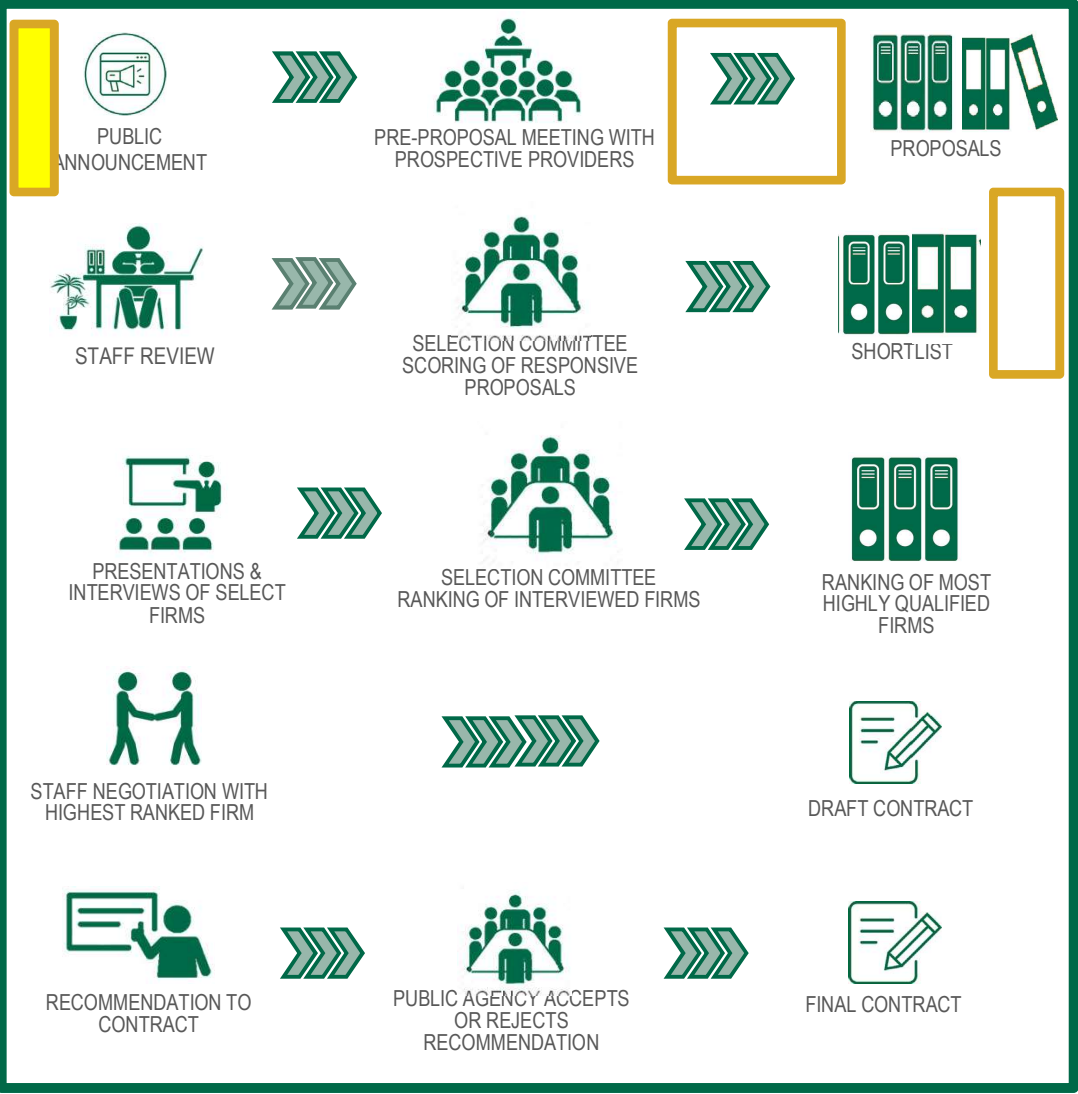 PUBLIC
ANNOUNCEMENT
PRE-PROPOSAL MEETING WITH
PROSPECTIVE PROVIDERS
PROPOSALS
STAFF REVIEW
SELECTION COMMITTEE
SCORING OF RESPONSIVE
PROPOSALS
SHORTLIST
PRESENTATIONS &
INTERVIEWS OF SELECT
FIRMS
SELECTION COMMITTEE
RANKING OF INTERVIEWED FIRMS
RANKING OF MOST
HIGHLY QUALIFIED
FIRMS
STAFF NEGOTIATION WITH
HIGHEST RANKED FIRM
DRAFT CONTRACT
RECOMMENDATION TO
CONTRACT
PUBLIC AGENCY ACCEPTS
OR REJECTS
RECOMMENDATION
FINAL CONTRACT